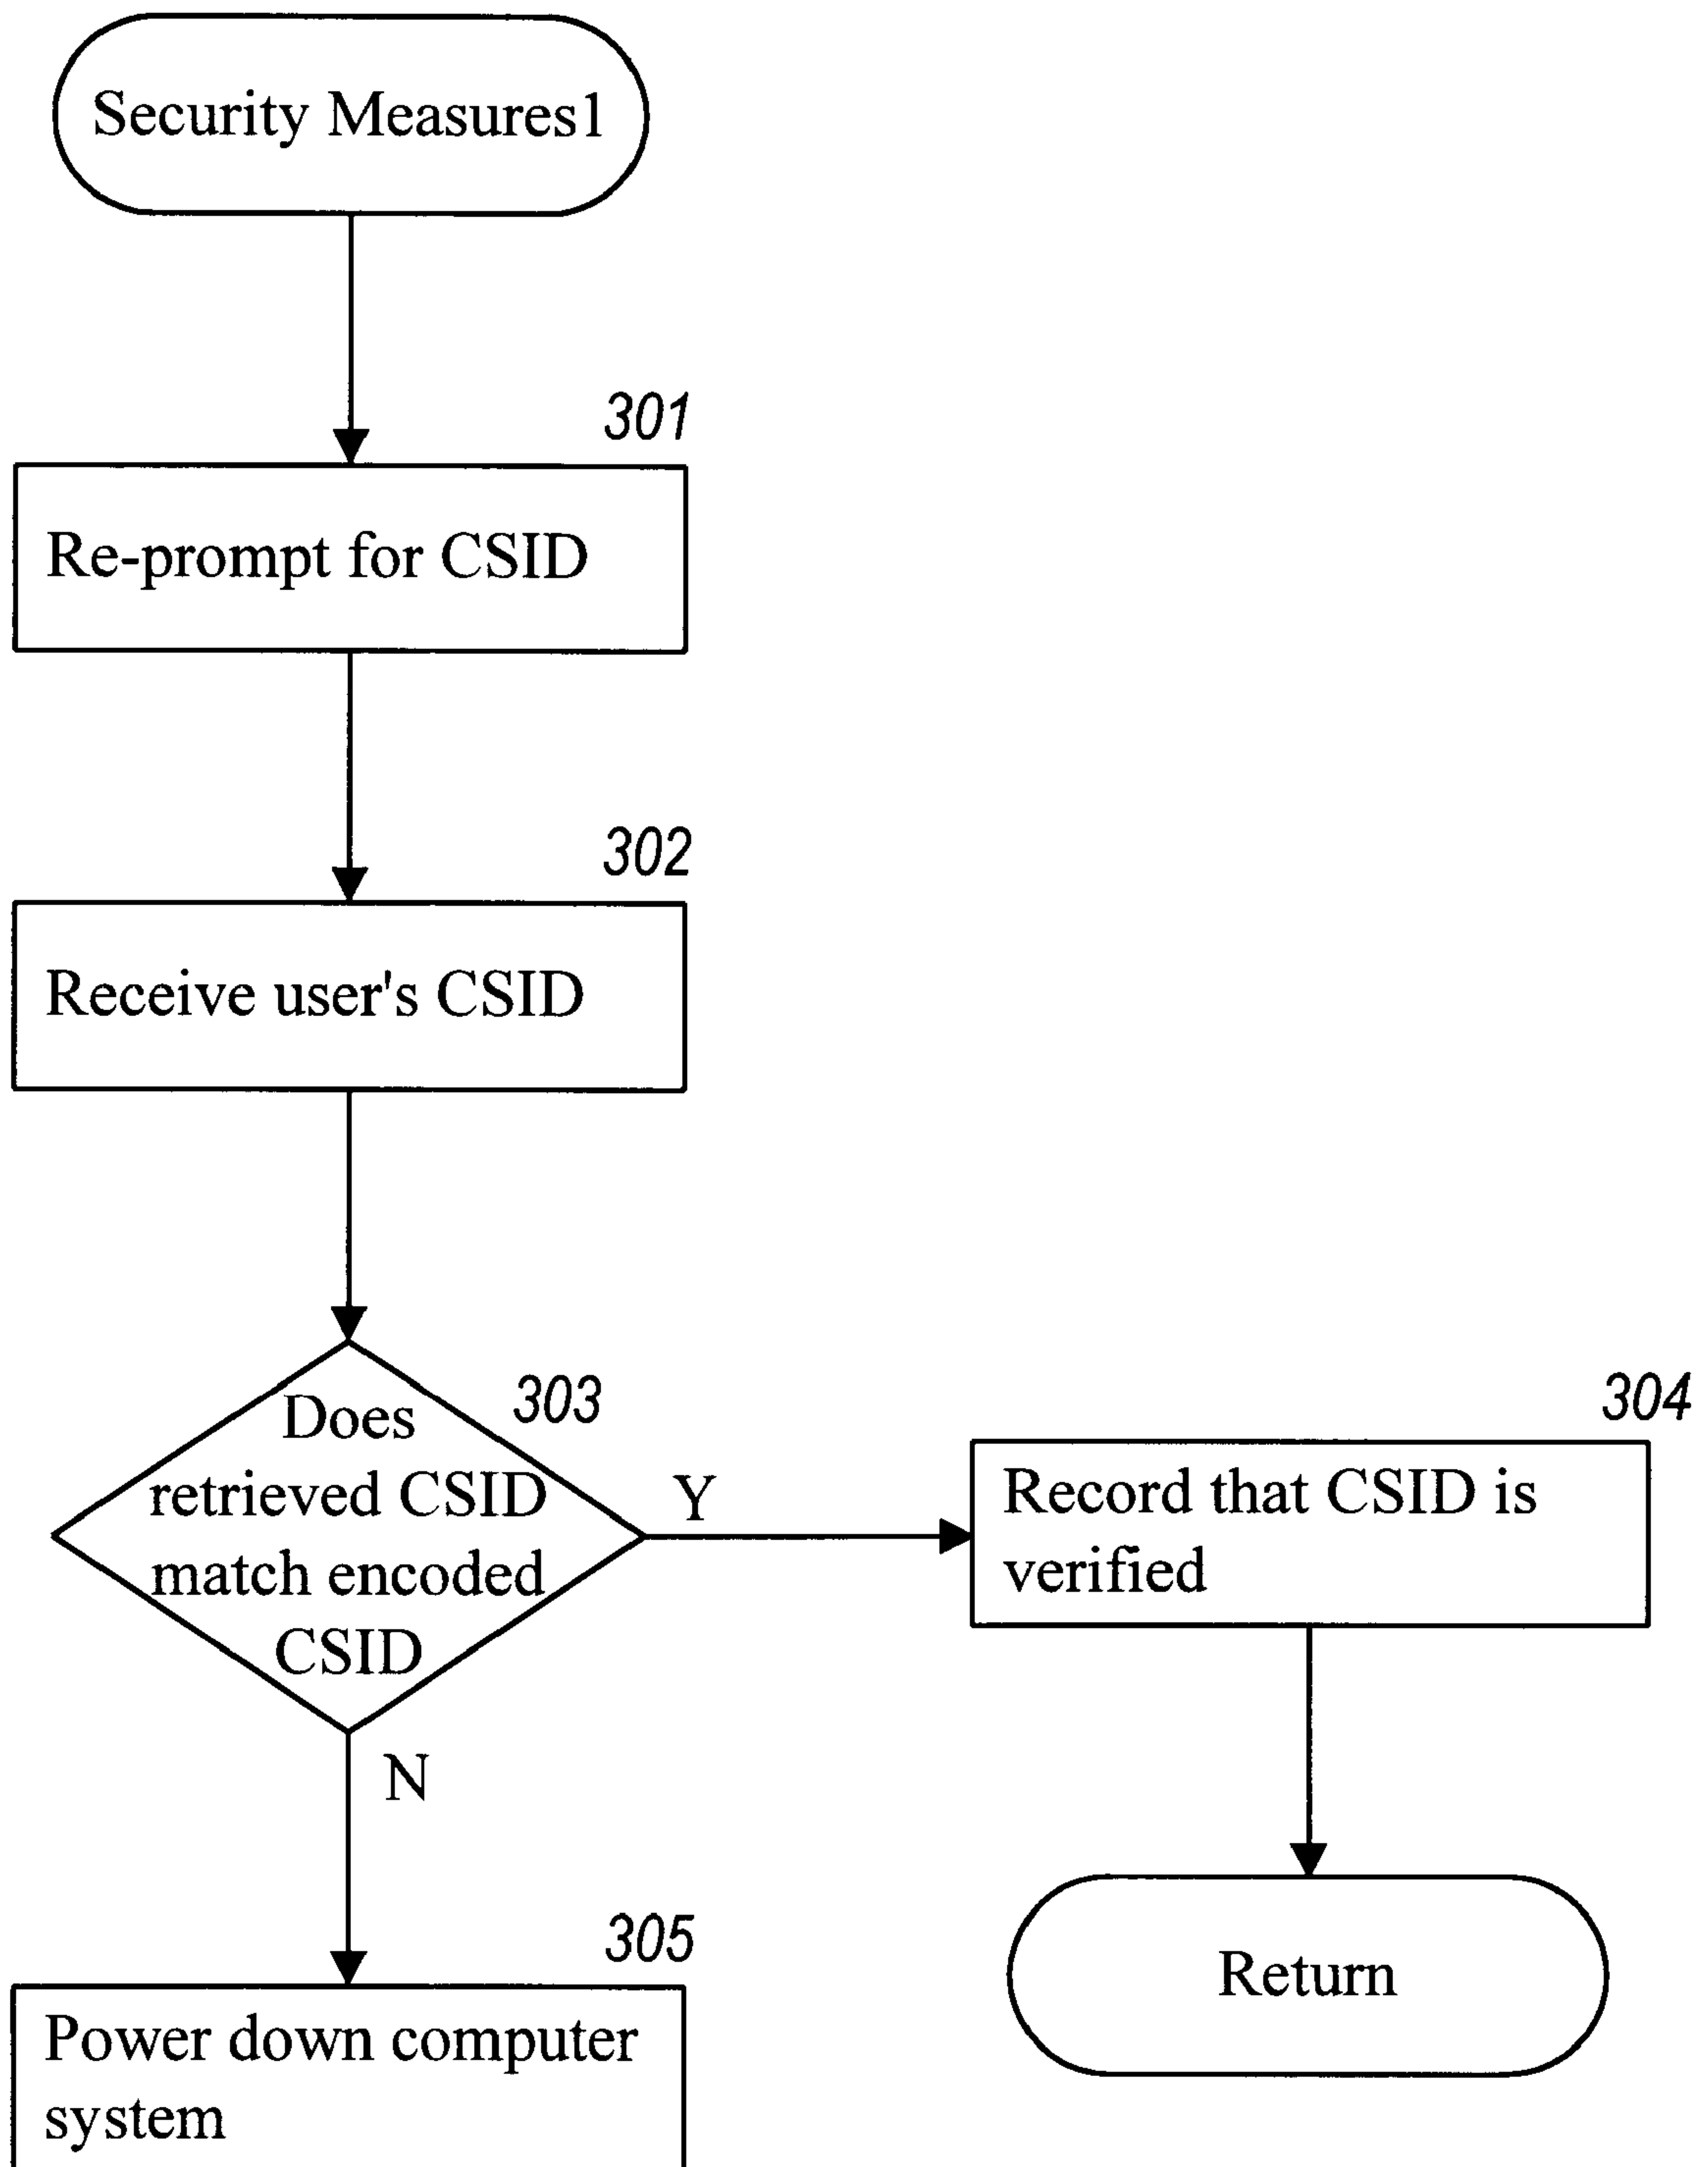 Security Measures1
301
Re-prompt for CSID
302
Receive user's CSID
303
Does
retrieved CSID
match encoded
CSID
Y
N
304
Record that CSID is
verified
Return
305
Power down computer
system